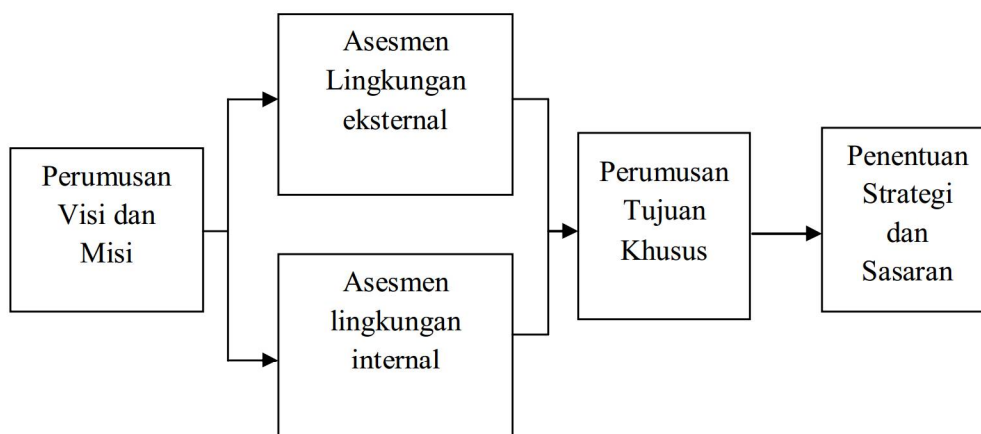 Perumusan
Visi dan
Misi
Asesmen
Lingkungan
eksternal
Asesmen
lingkungan
internal
Perumusan
Tujuan
Khusus
Penentuan
Strategi
dan
Sasaran